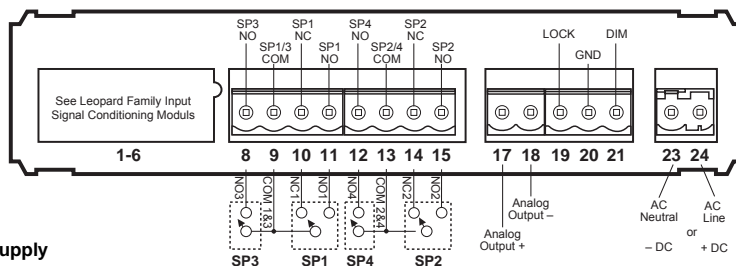 SP3 NO
SP1/3 COM
SP1 NC
SP1 NO
SP4 NO
SP2/4 COM
SP2 NC
SP2 NO
LOCK
GND
DIM
See Leopard Family Input
Signal Conditioning Moduls
1-6
8 9 10 11 12 13 14 15 17 18 19 20 21 23 24
NO3
COM 1&3
NC1
NO1
NO4
COM 2&4
NC2
NO2
SP3 SP1 SP4 SP2
Analog
Output +
Analog
Output –
AC
Neutral
– DC
or
AC
Line
+ DC
upply